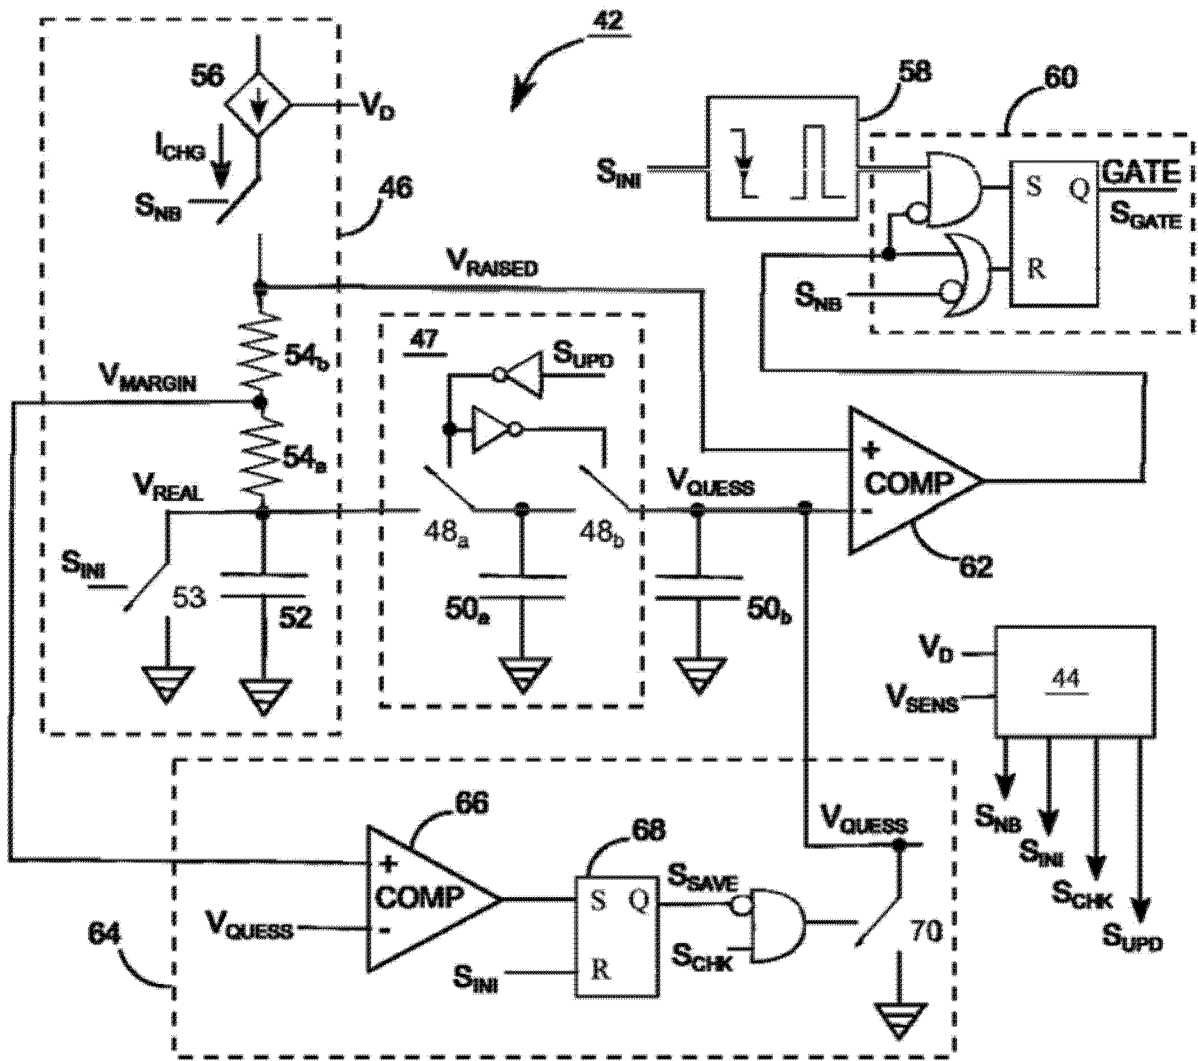 42
56
V_D
I_CHG
S_NB
46
58
S_INI
60
S Q
R
GATE
S_GATE
S_NB
V_RAISED
47
S_UPD
54_b
V_MARGIN
54_a
V_REAL
48_a
48_b
V_QUESS
+
COMP
-
62
S_INI
53
52
50_a
50_b
V_D
V_SENS
44
S_NB
S_INI
S_CHK
S_UPD
64
66
+
COMP
-
V_QUESS
68
S Q
R
S_INI
S_SAVE
S_CHK
V_QUESS
70